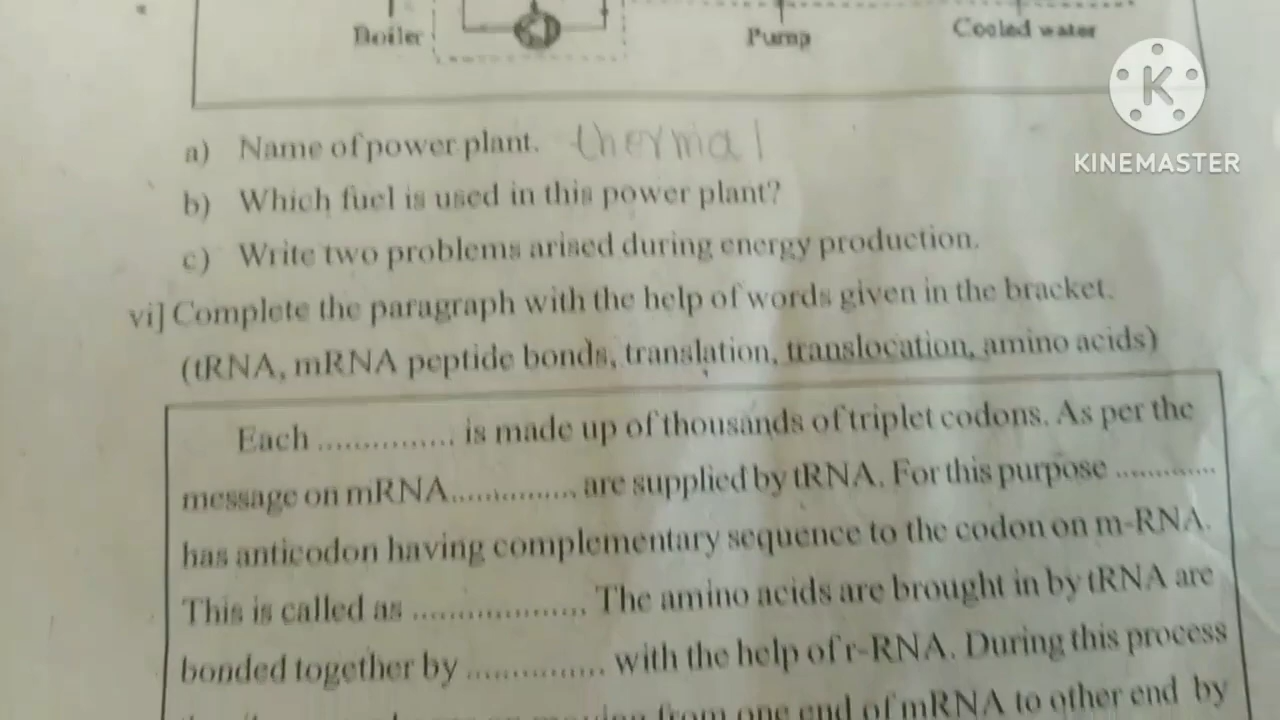 Boiler
Pump
Cooled water
K
KINEMASTER
a) Name of power plant. thermal
b) Which fuel is used in this power plant?
c) Write two problems arised during energy production.
vi] Complete the paragraph with the help of words given in the bracket.
(tRNA, mRNA peptide bonds, translation, translocation, amino acids)
Each ............... is made up of thousands of triplet codons. As per the
message on mRNA.............. are supplied by tRNA. For this purpose .............
has anticodon having complementary sequence to the codon on m-RNA.
This is called as ................... The amino acids are brought in by tRNA are
bonded together by ............... with the help of r-RNA. During this process
from one end of mRNA to other end by